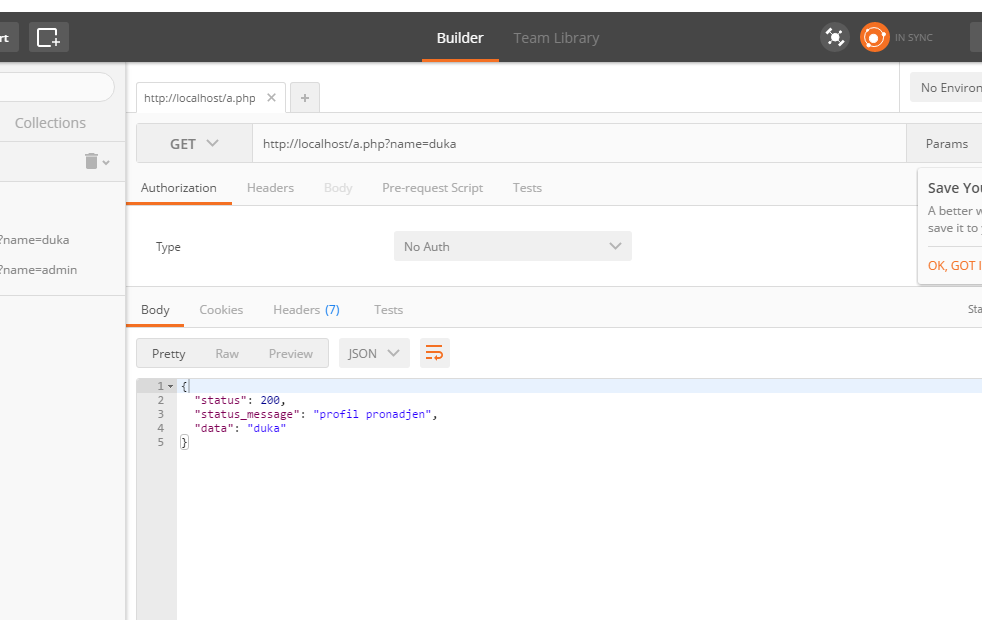 rt
Builder
Team Library
IN SYNC
http://localhost/a.php
+
No Environ
Collections
GET
http://localhost/a.php?name=duka
Params
Authorization
Headers
Body
Pre-request Script
Tests
Save You
A better w
save it to
OK, GOT I
?name=duka
?name=admin
Type
No Auth
Body
Cookies
Headers (7)
Tests
Sta
Pretty
Raw
Preview
JSON
1 {
2 "status": 200,
3 "status_message": "profil pronadjen",
4 "data": "duka"
5 }